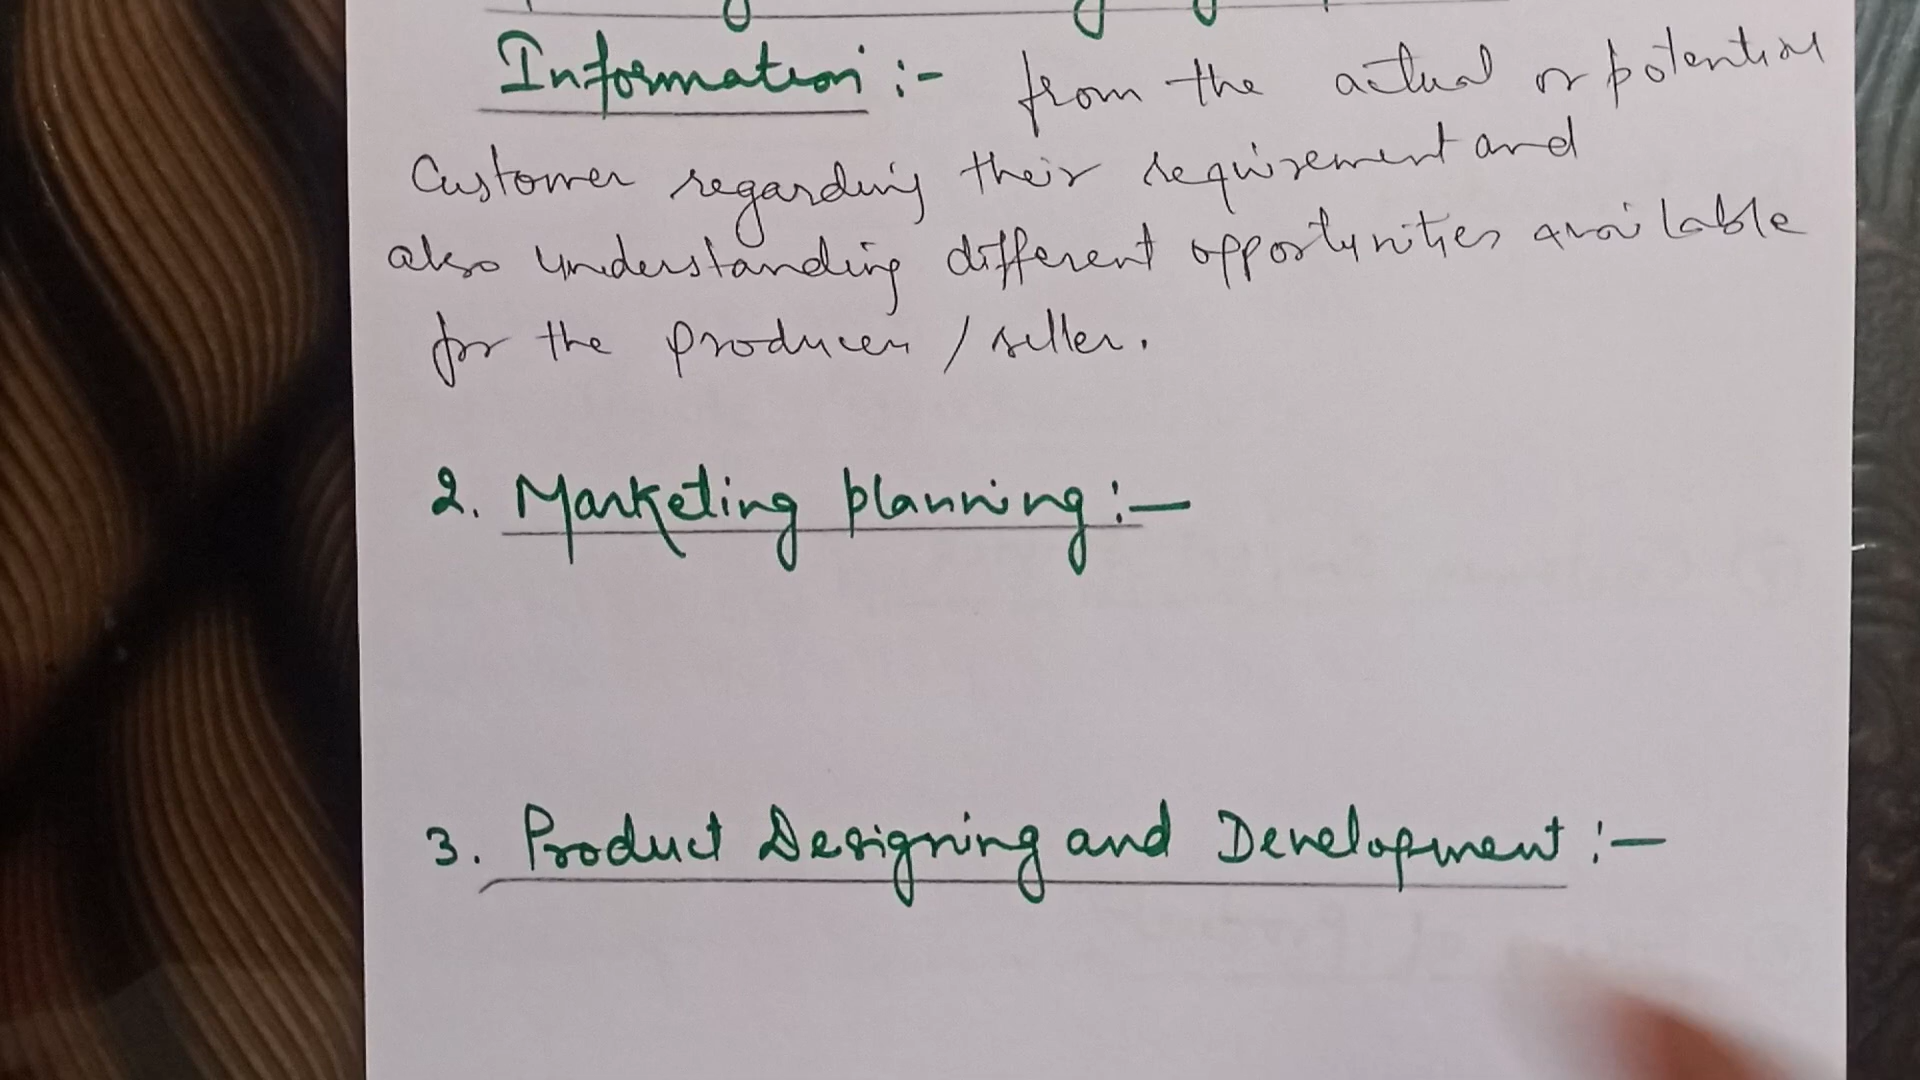 Information :- from the actual or potential
Customer regarding their requirement and
also understanding different opportunities available
for the producer / seller.
2. Marketing planning :-
3. Product Designing and Development :-